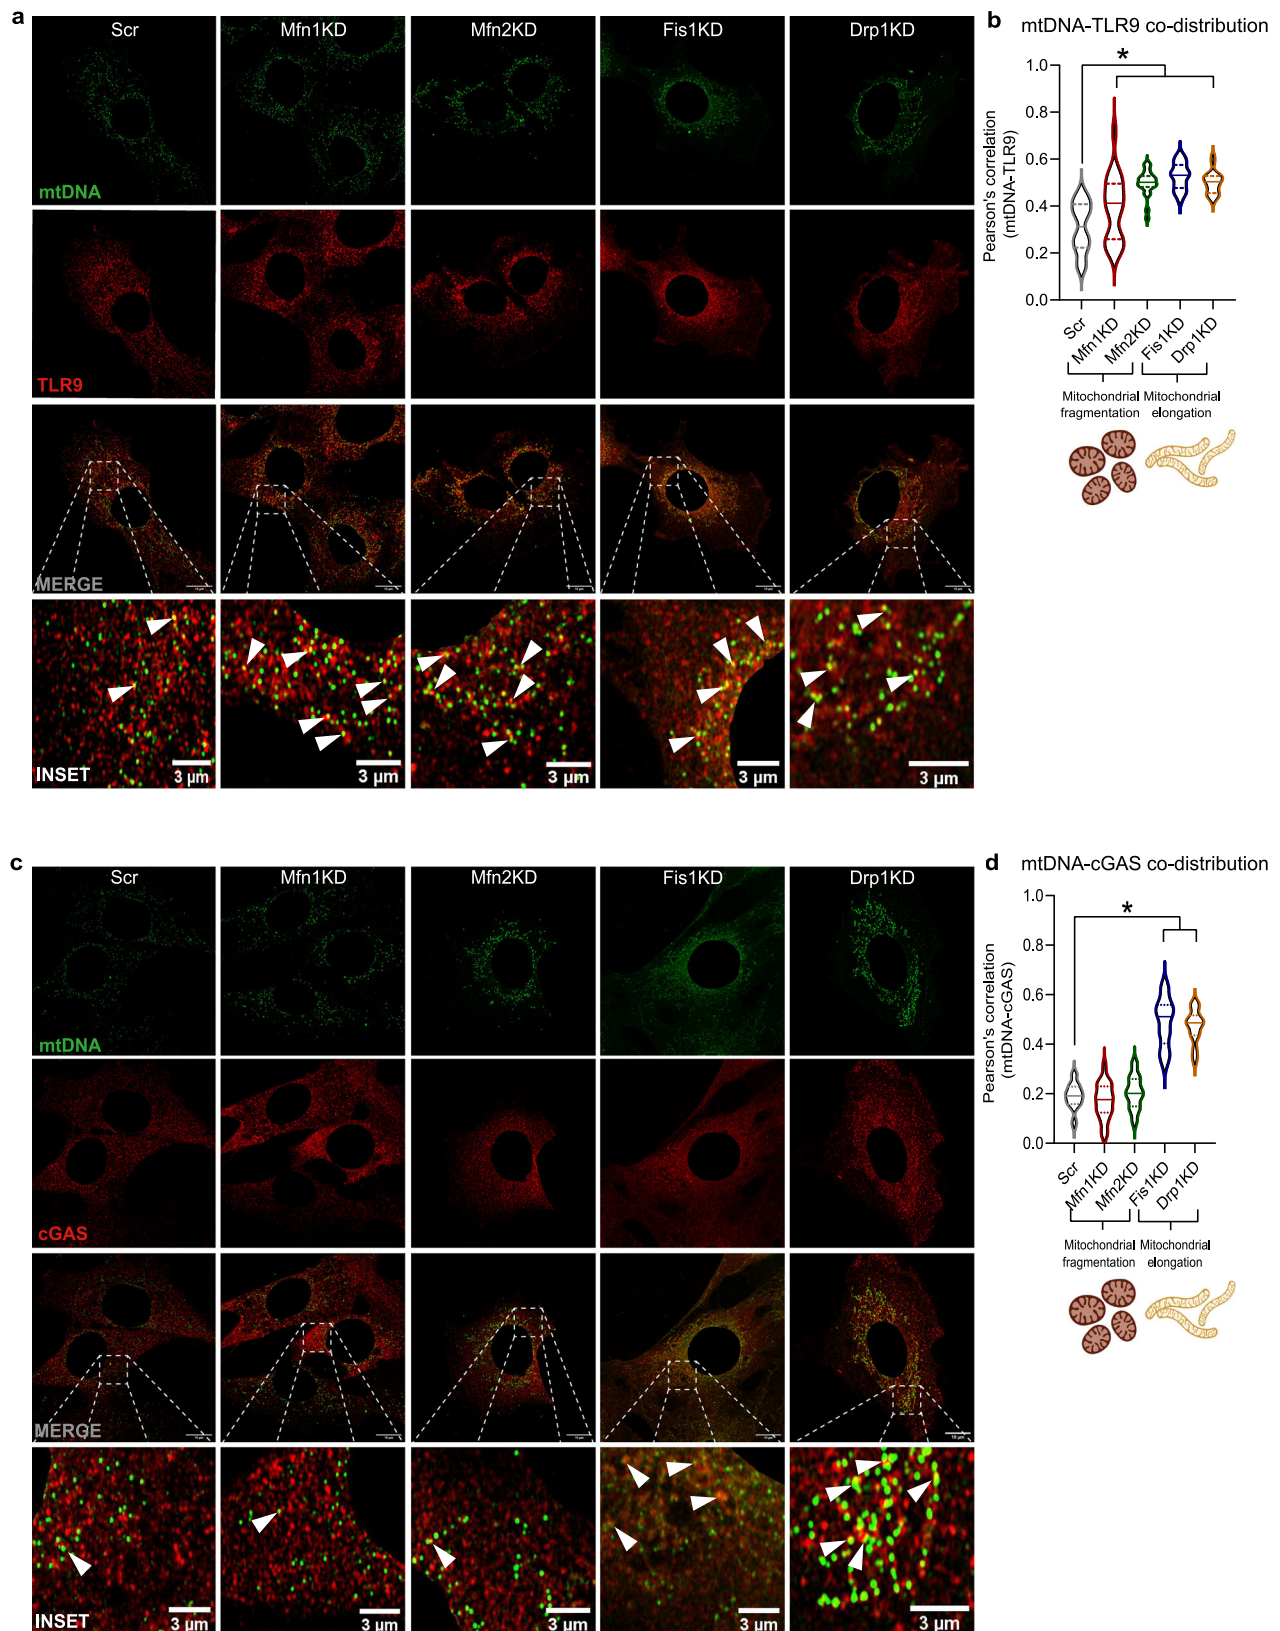 a
Scr
Mfn1KD
Mfn2KD
Fis1KD
Drp1KD
mtDNA
TLR9
MERGE
10 µm
INSET
3 µm
3 µm
3 µm
3 µm
3 µm
b
mtDNA-TLR9 co-distribution
*
Pearson's correlation
(mtDNA-TLR9)
1.0
0.8
0.6
0.4
0.2
0.0
Scr
Mfn1KD
Mfn2KD
Fis1KD
Drp1KD
Mitochondrial
fragmentation
Mitochondrial
elongation
c
Scr
Mfn1KD
Mfn2KD
Fis1KD
Drp1KD
mtDNA
cGAS
MERGE
10 µm
INSET
3 µm
3 µm
3 µm
3 µm
3 µm
d
mtDNA-cGAS co-distribution
*
Pearson's correlation
(mtDNA-cGAS)
1.0
0.8
0.6
0.4
0.2
0.0
Scr
Mfn1KD
Mfn2KD
Fis1KD
Drp1KD
Mitochondrial
fragmentation
Mitochondrial
elongation